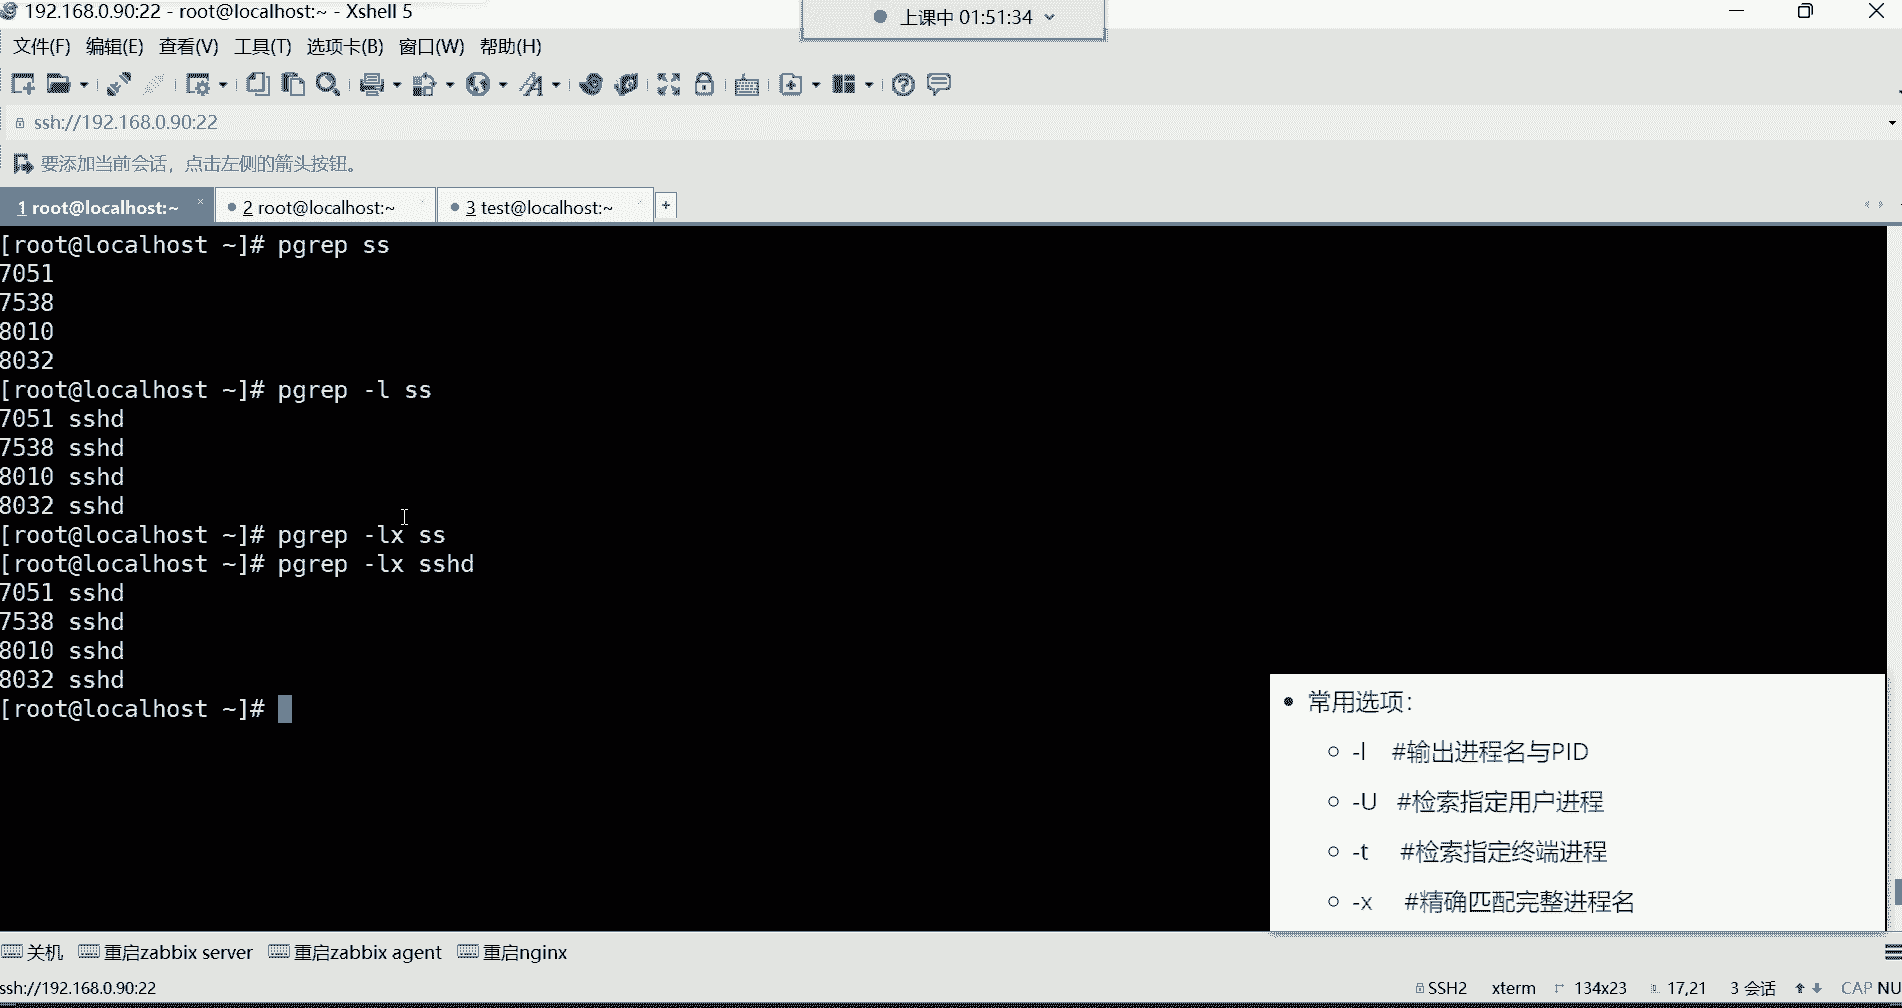 192.168.0.90:22 - root@localhost:~ - Xshell 5
上课中 01:51:34
文件(F) 编辑(E) 查看(V) 工具(T) 选项卡(B) 窗口(W) 帮助(H)
ssh://192.168.0.90:22
要添加当前会话，点击左侧的箭头按钮。
1 root@localhost:~ 2 root@localhost:~ 3 test@localhost:~
[root@localhost ~]# pgrep ss
7051
7538
8010
8032
[root@localhost ~]# pgrep -l ss
7051 sshd
7538 sshd
8010 sshd
8032 sshd
[root@localhost ~]# pgrep -lx ss
[root@localhost ~]# pgrep -lx sshd
7051 sshd
7538 sshd
8010 sshd
8032 sshd
[root@localhost ~]#
常用选项：
-l #输出进程名与PID
-U #检索指定用户进程
-t #检索指定终端进程
-x #精确匹配完整进程名
关机 重启zabbix server 重启zabbix agent 重启nginx
ssh://192.168.0.90:22 SSH2 xterm 134x23 17,21 3 会话 CAP NU